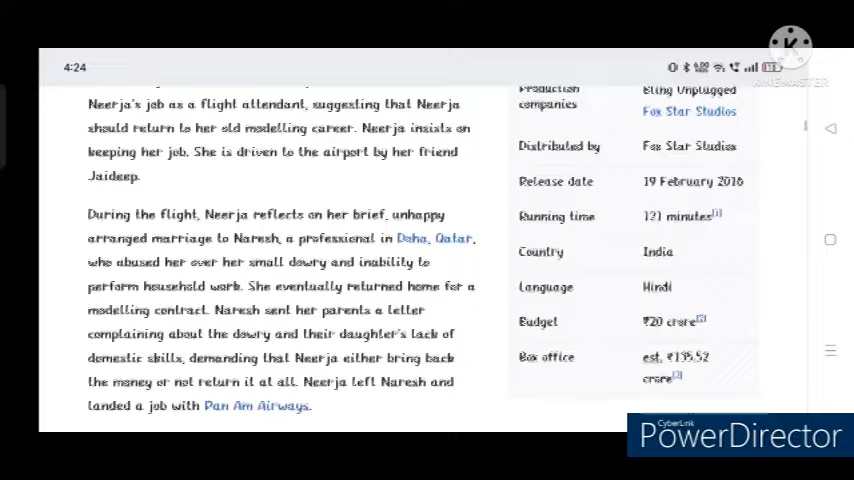 4:24
KINEMASTER
Neerja's job as a flight attendant, suggesting that Neerja
should return to her old modelling career. Neerja insists on
keeping her job. She is driven to the airport by her friend
Jaideep.
During the flight, Neerja reflects on her brief, unhappy
arranged marriage to Naresh, a professional in Doha, Qatar,
who abused her over her small dowry and inability to
perform household work. She eventually returned home for a
modelling contract. Naresh sent her parents a letter
complaining about the dowry and their daughter's lack of
domestic skills, demanding that Neerja either bring back
the money or not return it at all. Neerja left Naresh and
landed a job with Pan Am Airways.
Production Bling Unplugged
companies Fox Star Studios
Distributed by Fox Star Studios
Release date 19 February 2016
Running time 121 minutes[1]
Country India
Language Hindi
Budget ₹20 crore[2]
Box office est. ₹135.52
crore[3]
CyberLink
PowerDirector